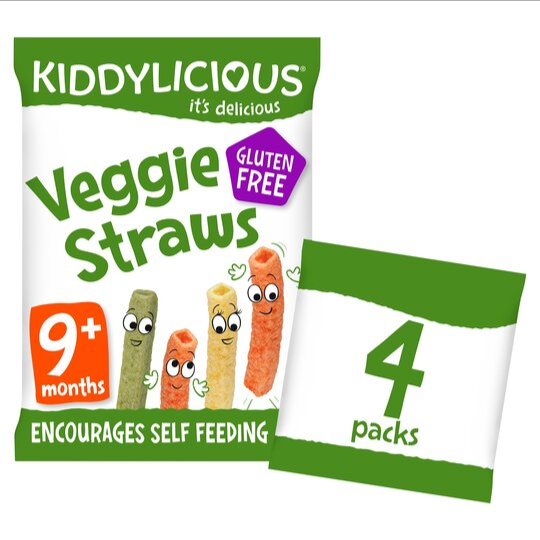 KIDDYLICIOUS®
it's delicious
Veggie
Straws
GLUTEN
FREE
9+
months
ENCOURAGES SELF FEEDING
4
packs